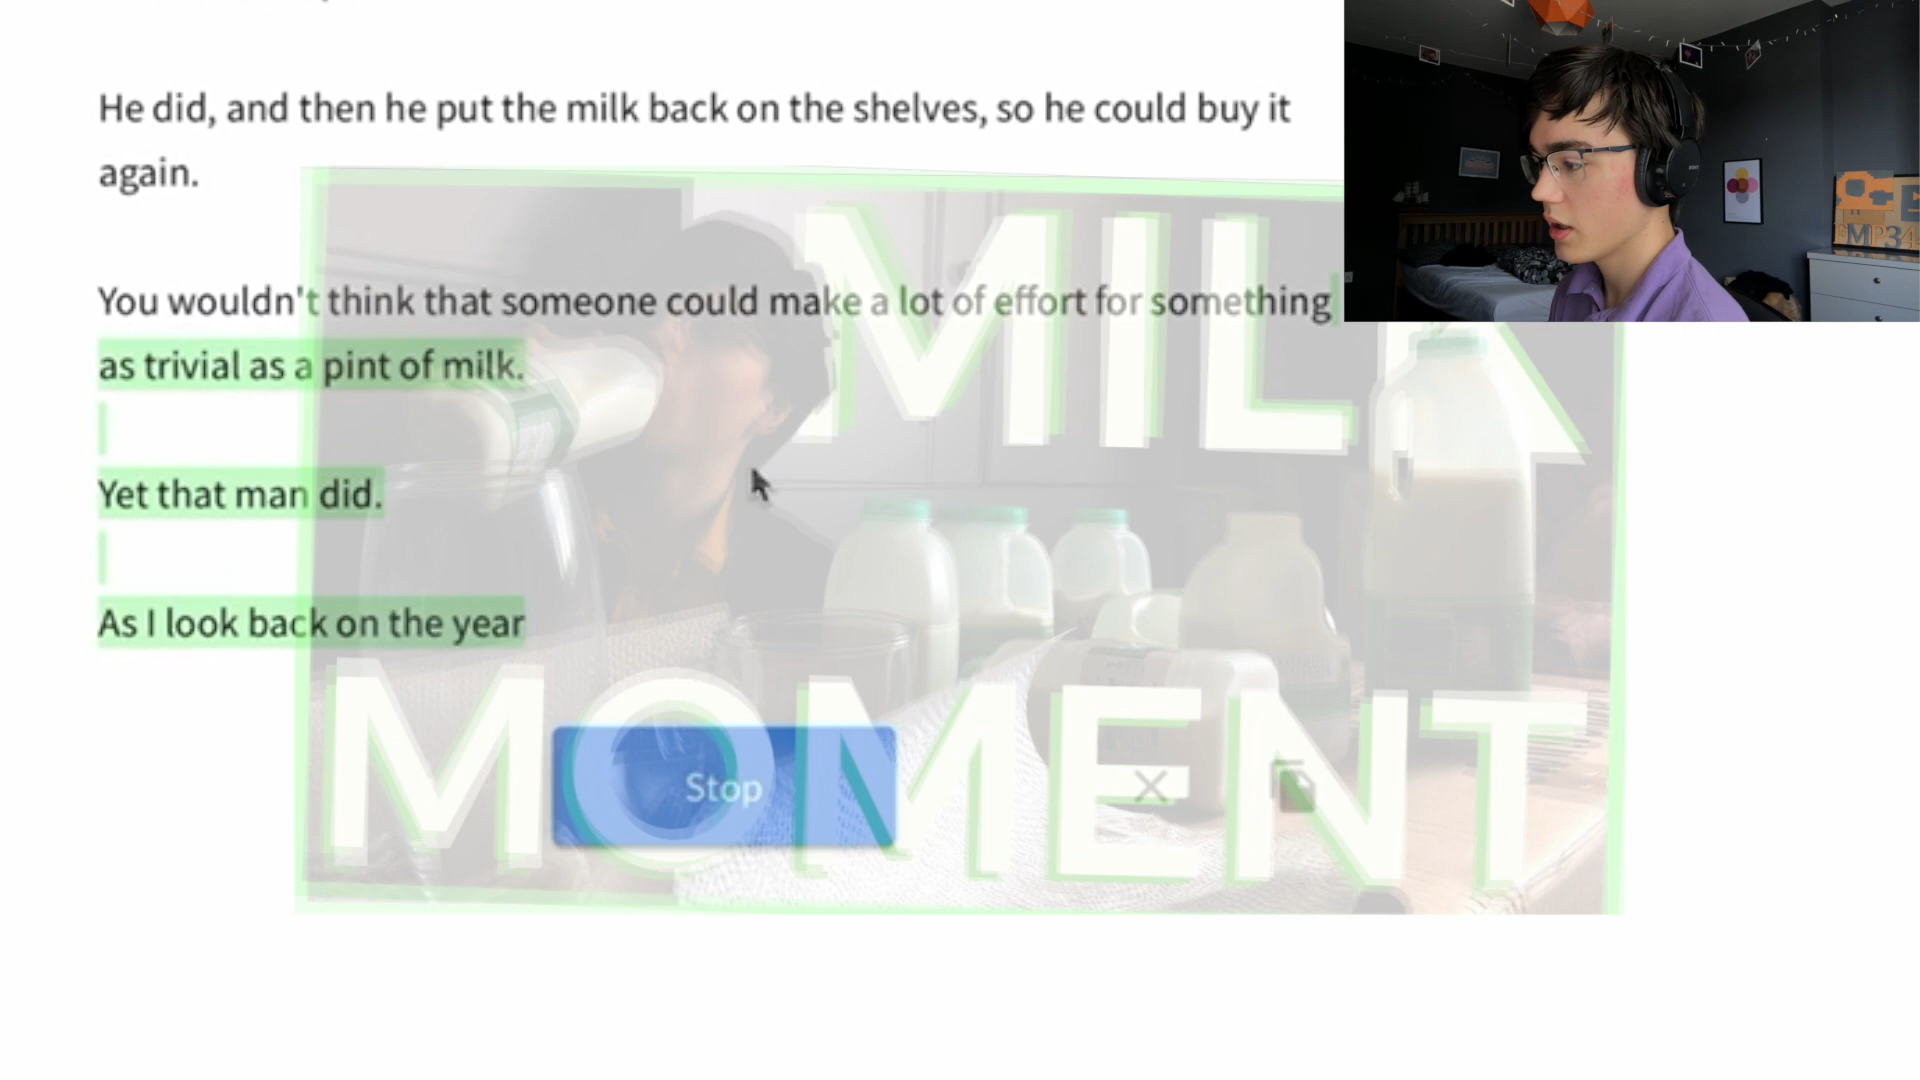 He did, and then he put the milk back on the shelves, so he could buy it
again.
MILK
You wouldn't think that someone could make a lot of effort for something
as trivial as a pint of milk.
Yet that man did.
As I look back on the year
MOMENT
Stop
MP34